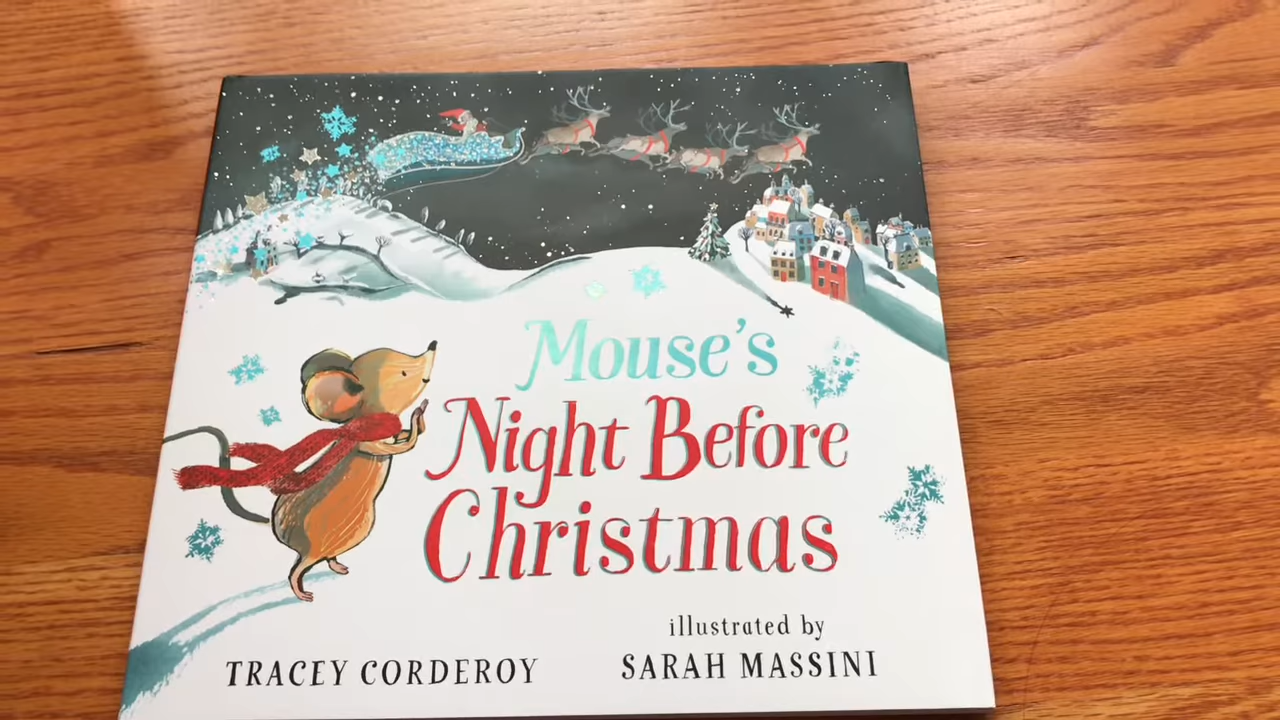 Mouse's
Night Before
Christmas
illustrated by
TRACEY CORDEROY
SARAH MASSINI